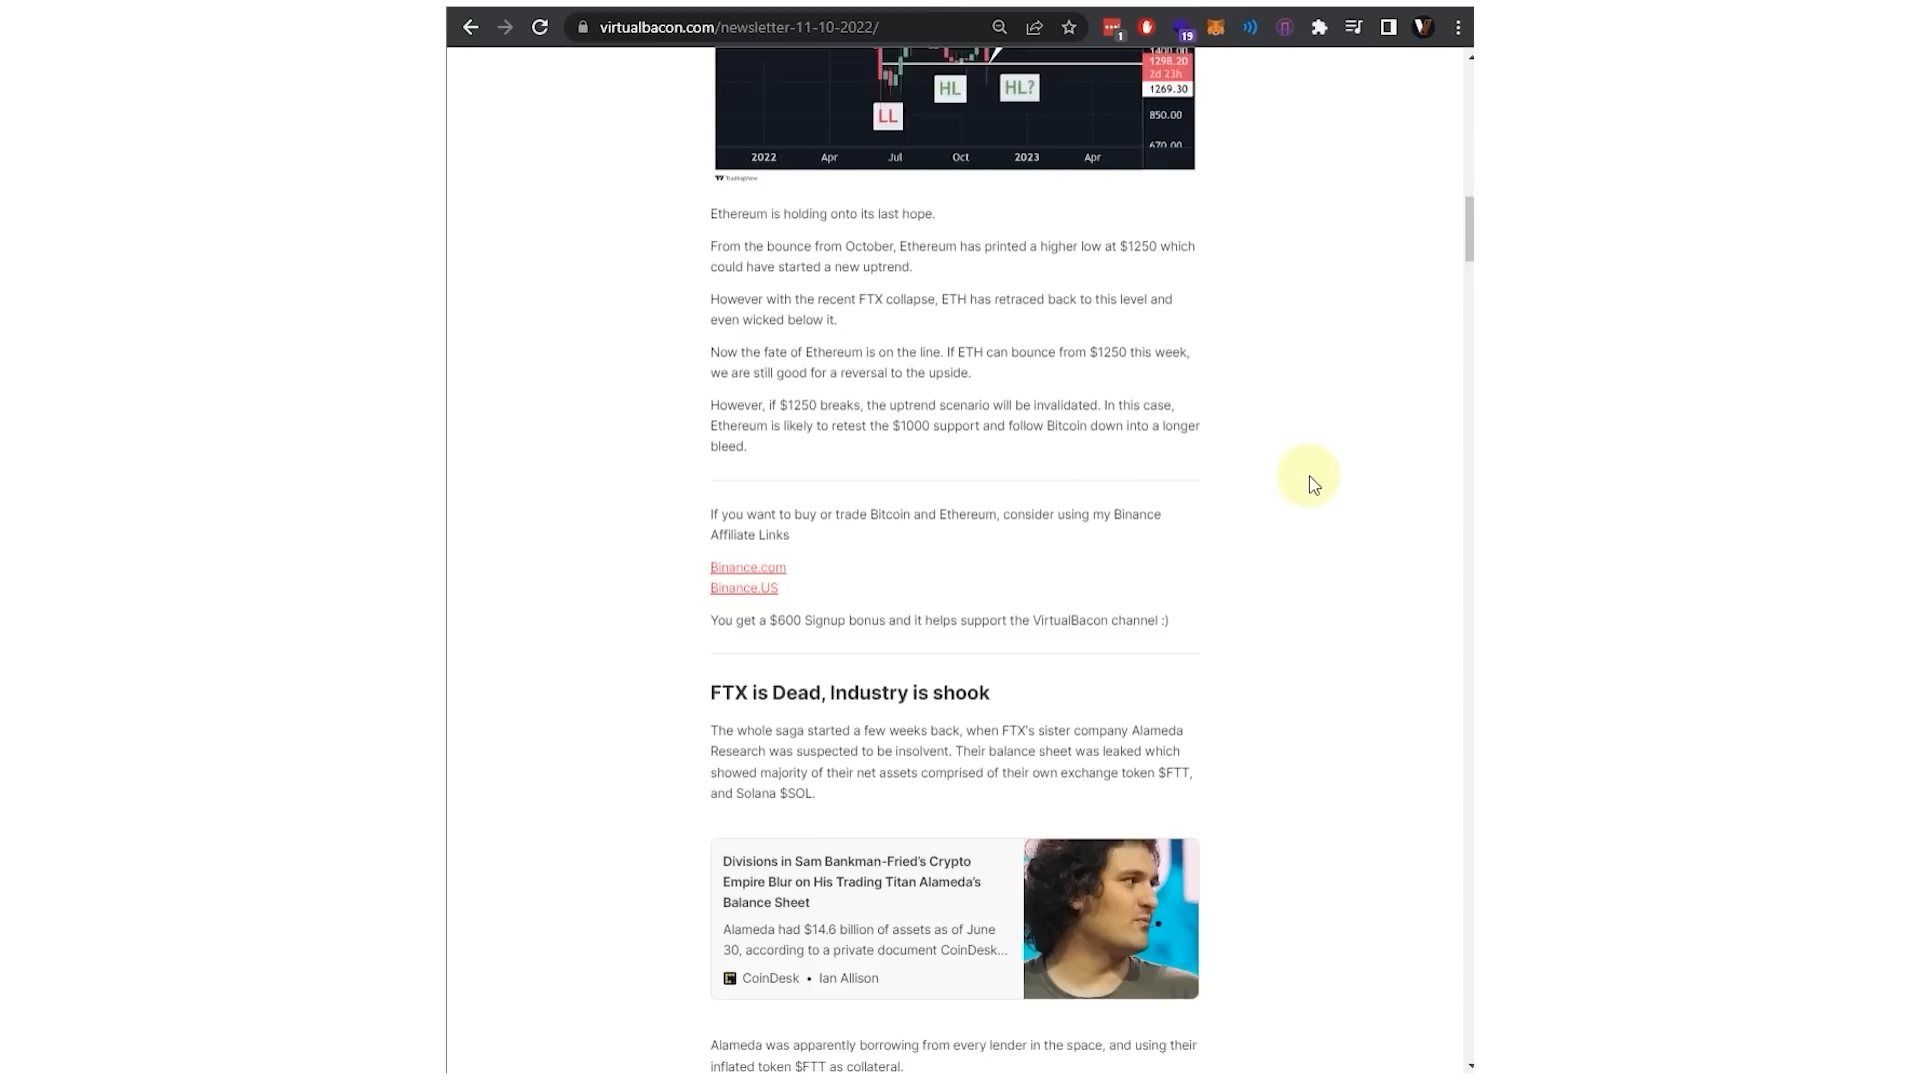 virtualbacon.com/newsletter-11-10-2022/
1
19
1400.00
1298.20
2d 23h
1269.30
850.00
670.00
HL
HL?
LL
2022 Apr Jul Oct 2023 Apr
TradingView
Ethereum is holding onto its last hope.
From the bounce from October, Ethereum has printed a higher low at $1250 which
could have started a new uptrend.
However with the recent FTX collapse, ETH has retraced back to this level and
even wicked below it.
Now the fate of Ethereum is on the line. If ETH can bounce from $1250 this week,
we are still good for a reversal to the upside.
However, if $1250 breaks, the uptrend scenario will be invalidated. In this case,
Ethereum is likely to retest the $1000 support and follow Bitcoin down into a longer
bleed.
If you want to buy or trade Bitcoin and Ethereum, consider using my Binance
Affiliate Links
Binance.com
Binance.US
You get a $600 Signup bonus and it helps support the VirtualBacon channel :)
FTX is Dead, Industry is shook
The whole saga started a few weeks back, when FTX's sister company Alameda
Research was suspected to be insolvent. Their balance sheet was leaked which
showed majority of their net assets comprised of their own exchange token $FTT,
and Solana $SOL.
Divisions in Sam Bankman-Fried's Crypto
Empire Blur on His Trading Titan Alameda's
Balance Sheet
Alameda had $14.6 billion of assets as of June
30, according to a private document CoinDesk...
CoinDesk • Ian Allison
Alameda was apparently borrowing from every lender in the space, and using their
inflated token $FTT as collateral.